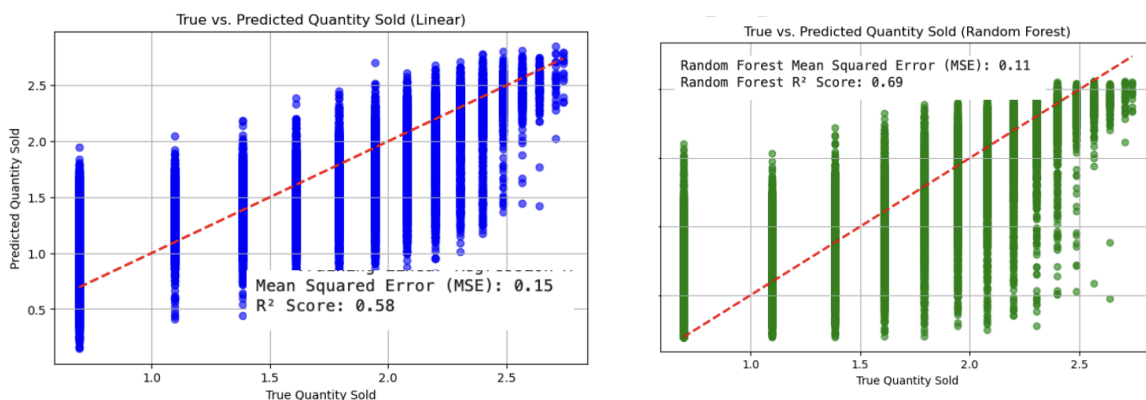 True vs. Predicted Quantity Sold (Linear)
Predicted Quantity Sold
2.5
2.0
1.5
1.0
0.5
Mean Squared Error (MSE): 0.15
R² Score: 0.58
1.0 1.5 2.0 2.5
True Quantity Sold
True vs. Predicted Quantity Sold (Random Forest)
Random Forest Mean Squared Error (MSE): 0.11
Random Forest R² Score: 0.69
1.0 1.5 2.0 2.5
True Quantity Sold